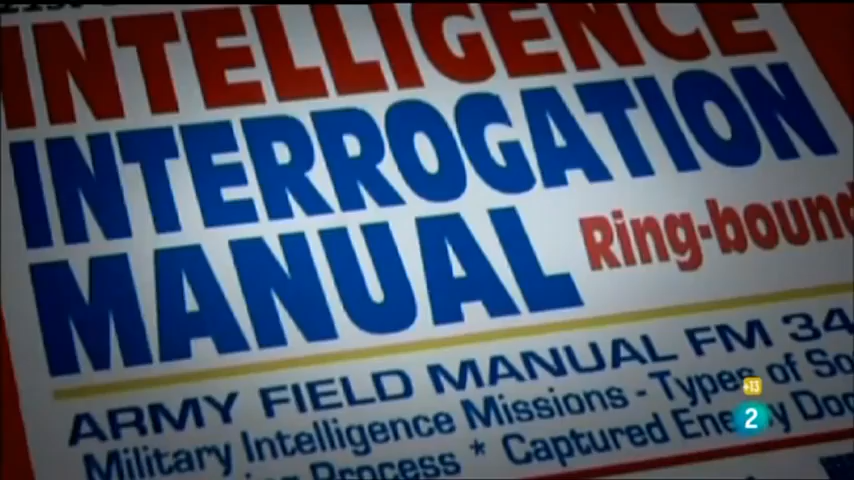 INTELLIGENCE
INTERROGATION
MANUAL Ring-bound
ARMY FIELD MANUAL FM 34
Military Intelligence Missions - Types of
Process * Captured
+13
2